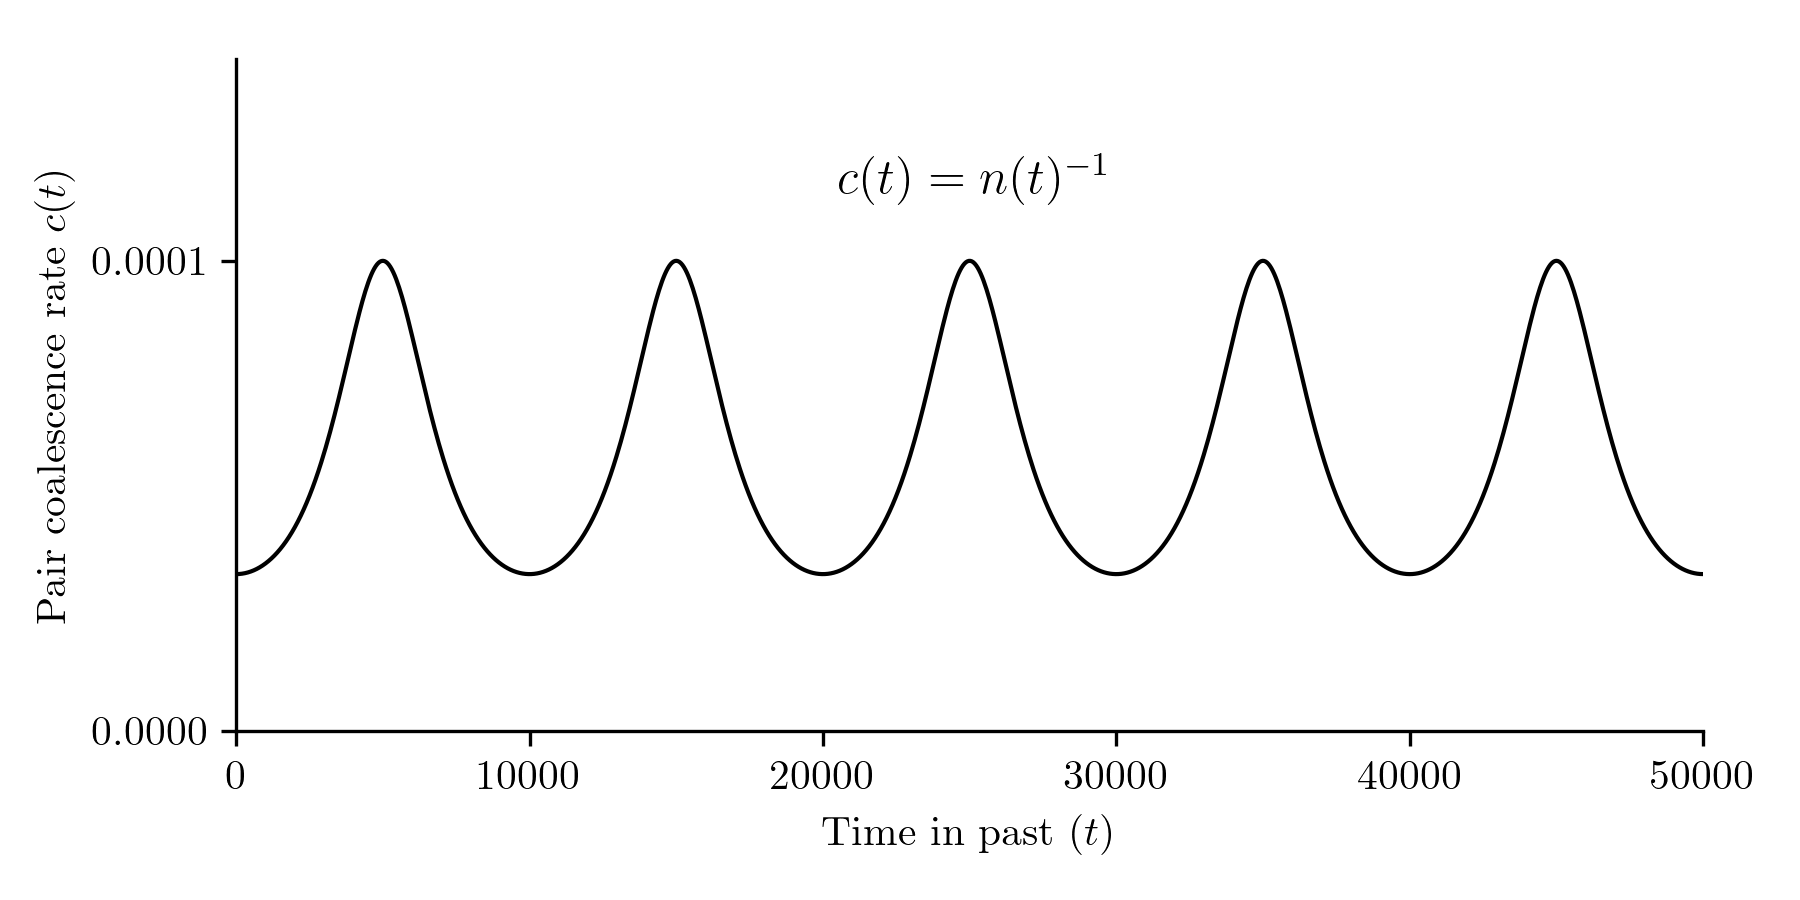 c(t) = n(t)⁻¹
Pair coalescence rate c(t)
0.0001
0.0000
0 10000 20000 30000 40000 50000
Time in past (t)